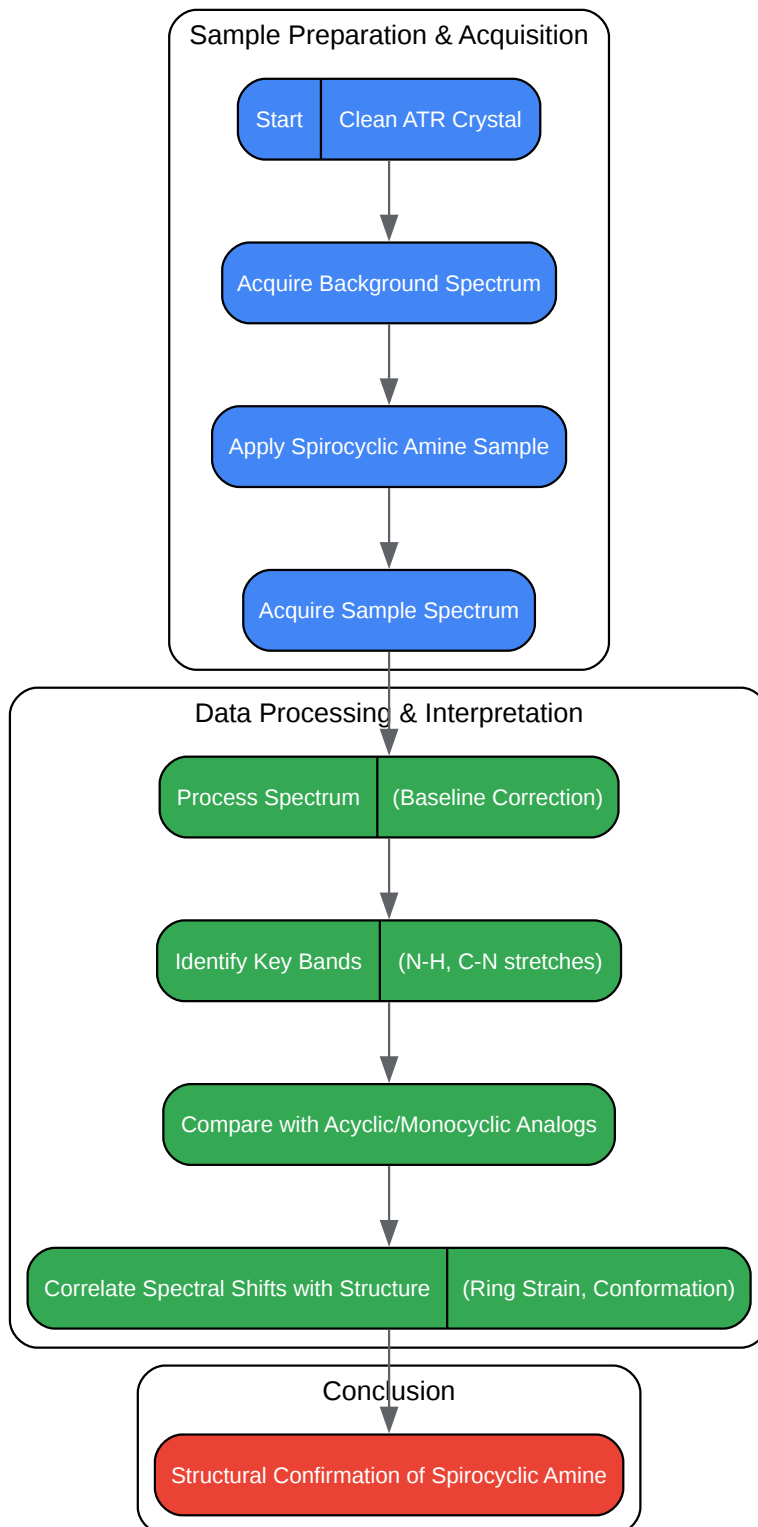 Sample Preparation & Acquisition
Start Clean ATR Crystal
Acquire Background Spectrum
Apply Spirocyclic Amine Sample
Acquire Sample Spectrum
Data Processing & Interpretation
Process Spectrum (Baseline Correction)
Identify Key Bands (N-H, C-N stretches)
Compare with Acyclic/Monocyclic Analogs
Correlate Spectral Shifts with Structure (Ring Strain, Conformation)
Conclusion
Structural Confirmation of Spirocyclic Amine